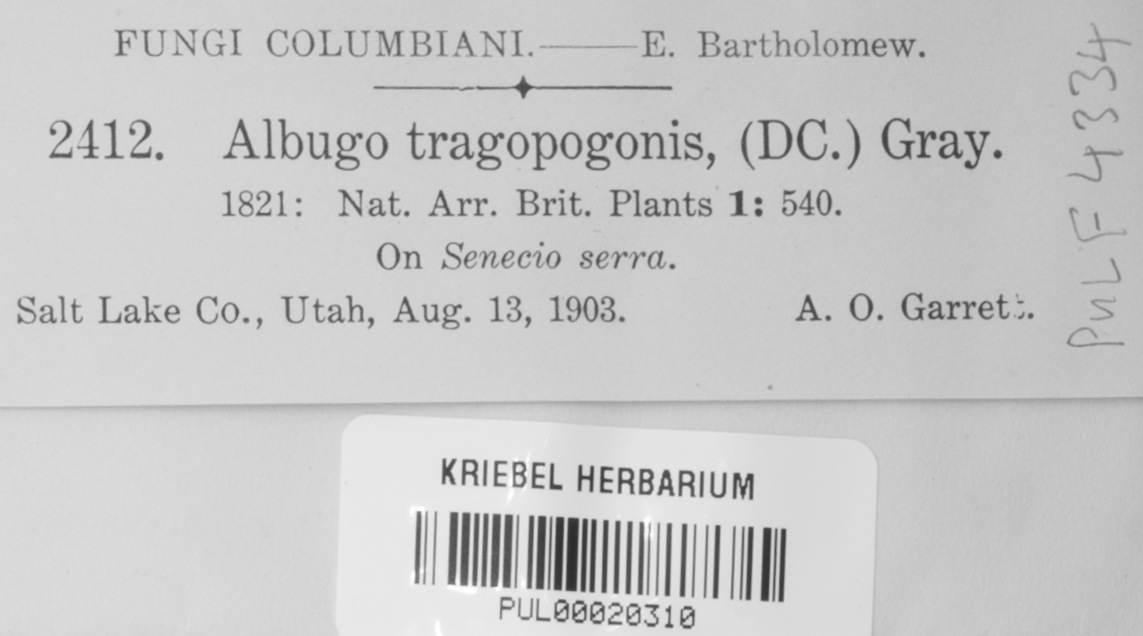 FUNGI COLUMBIANI.——E. Bartholomew.
2412. Albugo tragopogonis, (DC.) Gray.
1821: Nat. Arr. Brit. Plants 1: 540.
On Senecio serra.
Salt Lake Co., Utah, Aug. 13, 1903. A. O. Garrett.
PULF 4334
KRIEBEL HERBARIUM
PUL00020310